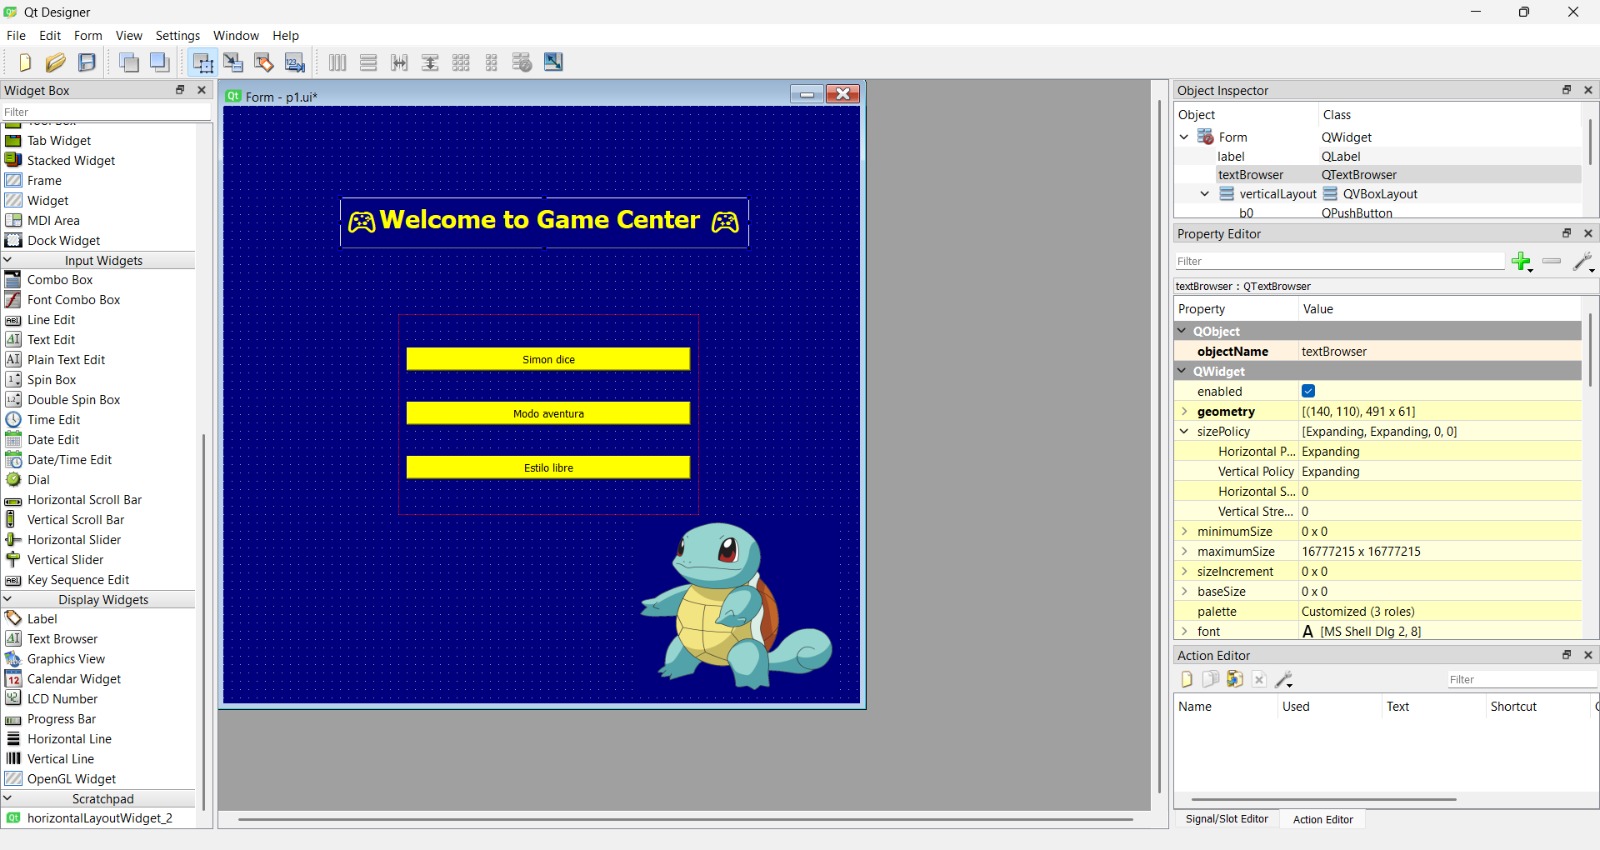 Qt Designer
File Edit Form View Settings Window Help
Widget Box
Filter
Tool Box
Tab Widget
Stacked Widget
Frame
Widget
MDI Area
Dock Widget
Input Widgets
Combo Box
Font Combo Box
Line Edit
Text Edit
Plain Text Edit
Spin Box
Double Spin Box
Time Edit
Date Edit
Date/Time Edit
Dial
Horizontal Scroll Bar
Vertical Scroll Bar
Horizontal Slider
Vertical Slider
Key Sequence Edit
Display Widgets
Label
Text Browser
Graphics View
Calendar Widget
LCD Number
Progress Bar
Horizontal Line
Vertical Line
OpenGL Widget
Scratchpad
horizontalLayoutWidget_2
Form - p1.ui*
Welcome to Game Center
Simon dice
Modo aventura
Estilo libre
Object Inspector
Object Class
Form QWidget
label QLabel
textBrowser QTextBrowser
verticalLayout QVBoxLayout
b0 QPushButton
Property Editor
Filter
textBrowser : QTextBrowser
Property Value
QObject
objectName textBrowser
QWidget
enabled
geometry [(140, 110), 491 x 61]
sizePolicy [Expanding, Expanding, 0, 0]
Horizontal P... Expanding
Vertical Policy Expanding
Horizontal S... 0
Vertical Stre... 0
minimumSize 0 x 0
maximumSize 16777215 x 16777215
sizeIncrement 0 x 0
baseSize 0 x 0
palette Customized (3 roles)
font A [MS Shell Dlg 2, 8]
Action Editor
Filter
Name Used Text Shortcut
Signal/Slot Editor Action Editor